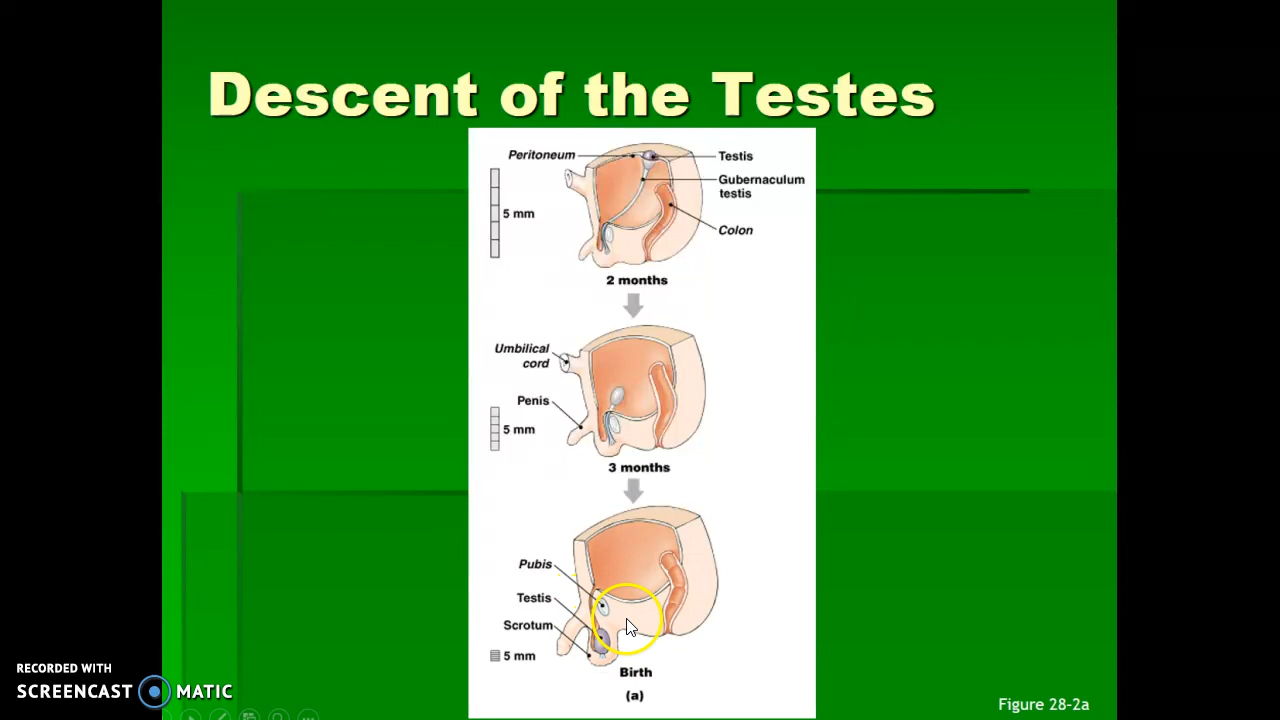 Descent of the Testes
Peritoneum
Testis
Gubernaculum
testis
5 mm
Colon
2 months
Umbilical
cord
Penis
5 mm
3 months
Pubis
Testis
Scrotum
5 mm
Birth
(a)
RECORDED WITH
SCREENCAST MATIC
Figure 28-2a